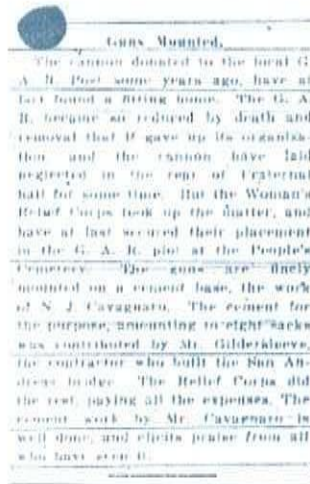 Guns Mounted.
The cannon donated to the local G.
A. R. Post some years ago, have at
last found a fitting home. The G. A.
R. became so reduced by death and
removal that it gave up its organiza-
tion and the cannon have laid
neglected in the rear of Fraternal
hall for some time. But the Woman's
Relief Corps took up the matter, and
have at last secured their placement
in the G. A. R. plot at the People's
Cemetery. The guns are finely
mounted on a cement base, the work
of N. J. Cavagnaro. The cement for
the purpose, amounting to eight sacks
was contributed by Mr. Gildersleeve,
the contractor who built the San An-
dreas bridge. The Relief Corps did
the rest, paying all the expenses. The
cement work by Mr. Cavagnaro is
well done, and elicits praise from all
who have seen it.